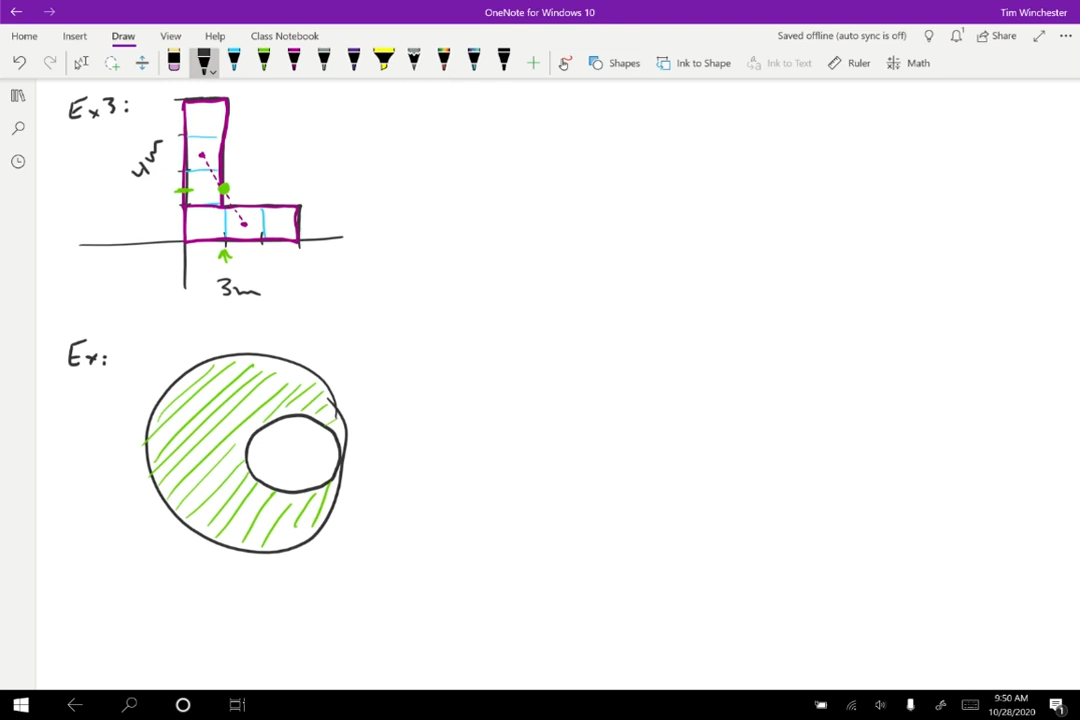 OneNote for Windows 10
Tim Winchester
Home Insert Draw View Help Class Notebook
Saved offline (auto sync is off) Share
Shapes Ink to Shape Ink to Text Ruler Math
Ex3:
4m
3m
Ex:
9:50 AM
10/28/2020
1